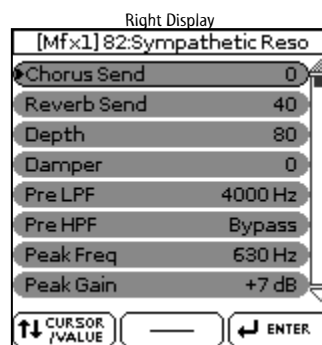 Right Display
[Mfx1] 82:Sympathetic Reso
Chorus Send 0
Reverb Send 40
Depth 80
Damper 0
Pre LPF 4000 Hz
Pre HPF Bypass
Peak Freq 630 Hz
Peak Gain +7 dB
CURSOR /VALUE ENTER